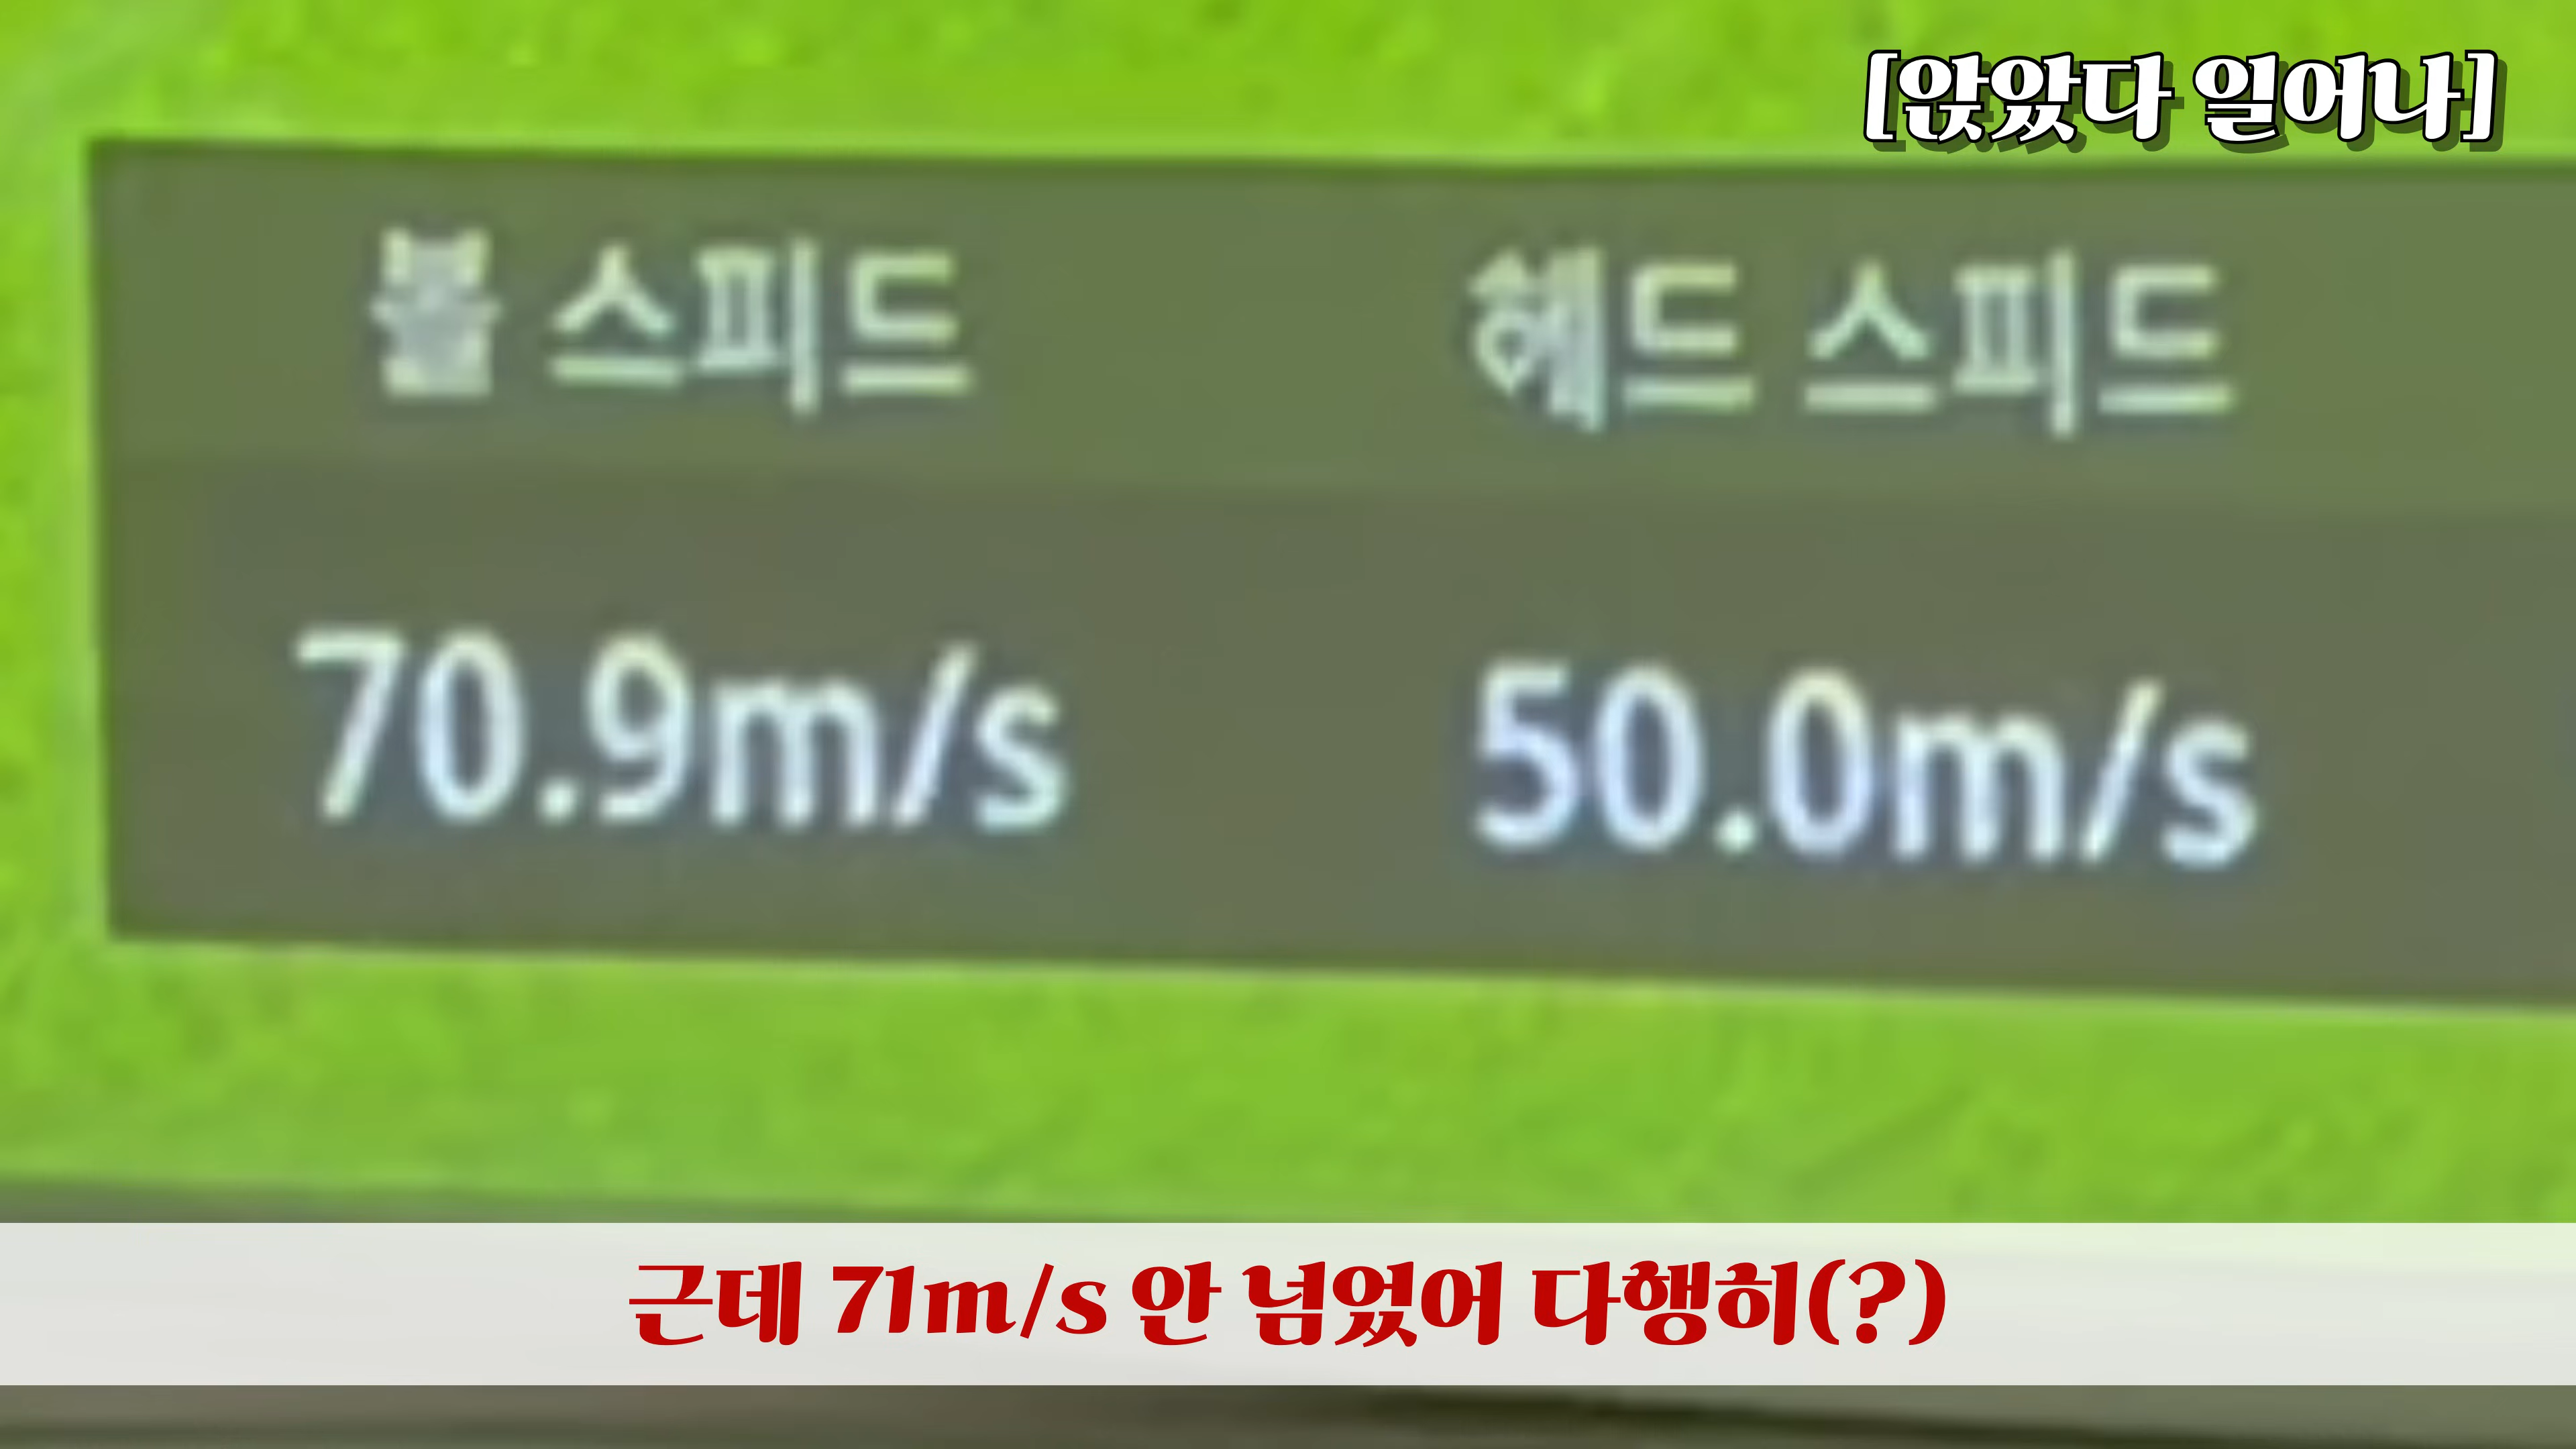 [앉았다 일어나]
볼 스피드 헤드 스피드
70.9m/s 50.0m/s
근데 71m/s 안 넘었어 다행히(?)